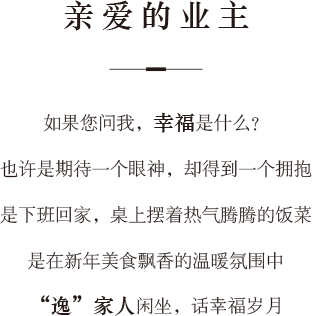 亲爱的业主
如果您问我，幸福是什么？
也许是期待一个眼神，却得到一个拥抱
是下班回家，桌上摆着热气腾腾的饭菜
是在新年美食飘香的温暖氛围中
“逸”家人闲坐，话幸福岁月